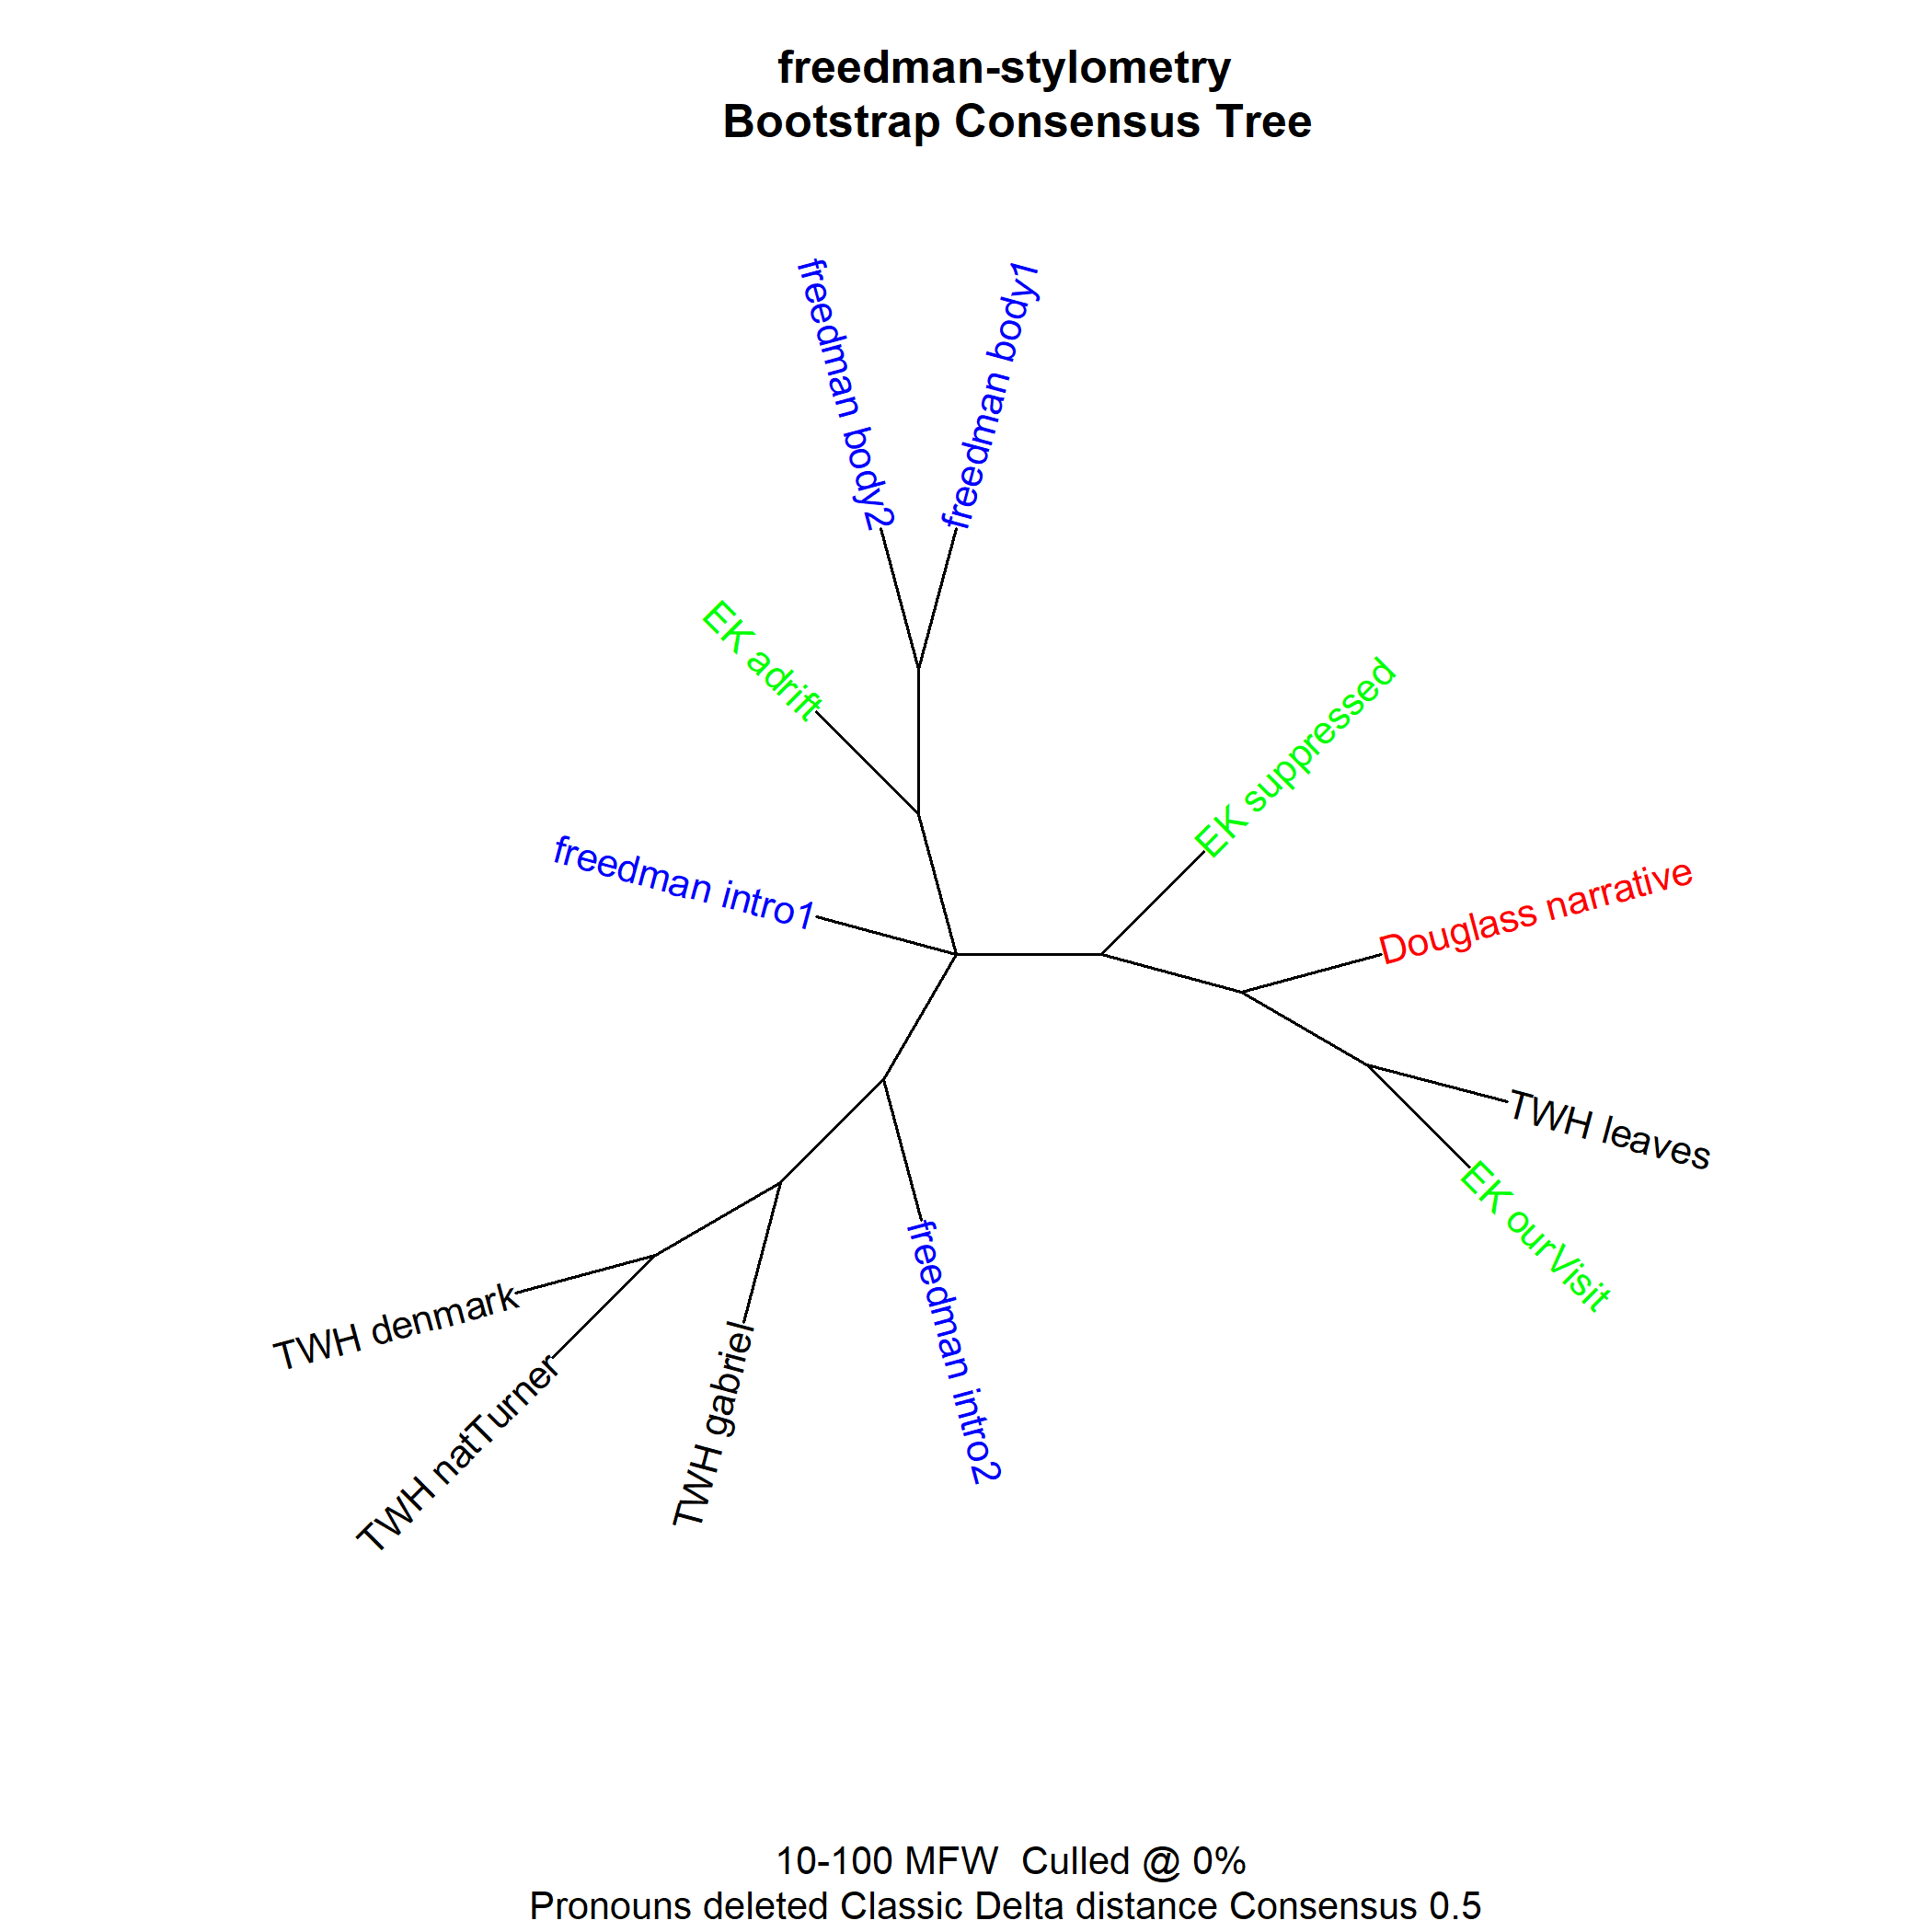 freedman-stylometry
Bootstrap Consensus Tree
freedman body2
freedman body1
EK adrift
EK suppressed
freedman intro1
Douglass narrative
TWH leaves
EK ourVisit
freedman intro2
TWH denmark
TWH natTurner
TWH gabriel
10-100 MFW  Culled @ 0%
Pronouns deleted Classic Delta distance Consensus 0.5